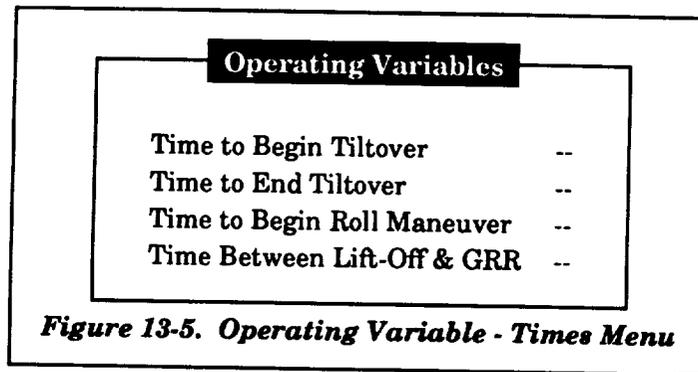 Operating Variables
Time to Begin Tiltover --
Time to End Tiltover --
Time to Begin Roll Maneuver --
Time Between Lift-Off & GRR --
Figure 13-5. Operating Variable - Times Menu